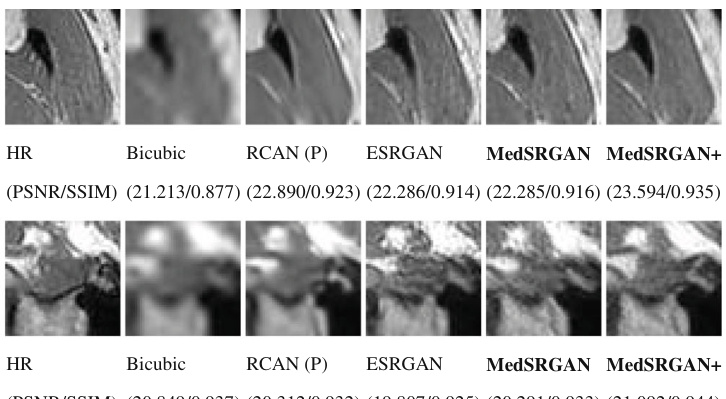 HR Bicubic RCAN (P) ESRGAN MedSRGAN MedSRGAN+
(PSNR/SSIM) (21.213/0.877) (22.890/0.923) (22.286/0.914) (22.285/0.916) (23.594/0.935)
HR Bicubic RCAN (P) ESRGAN MedSRGAN MedSRGAN+